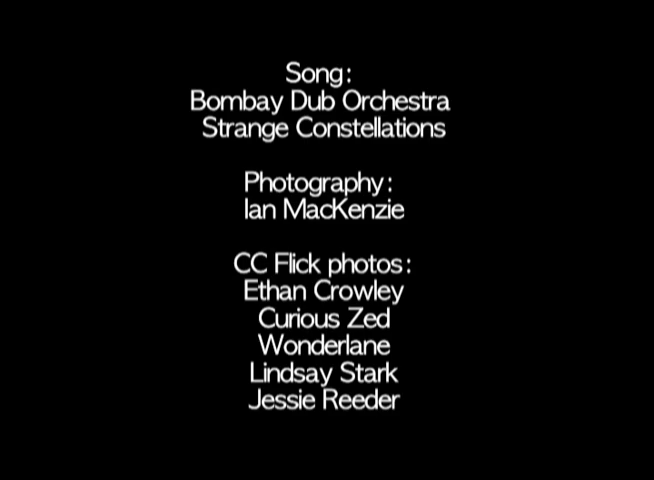 Song:
Bombay Dub Orchestra
Strange Constellations
Photography:
Ian MacKenzie
CC Flick photos:
Ethan Crowley
Curious Zed
Wonderlane
Lindsay Stark
Jessie Reeder